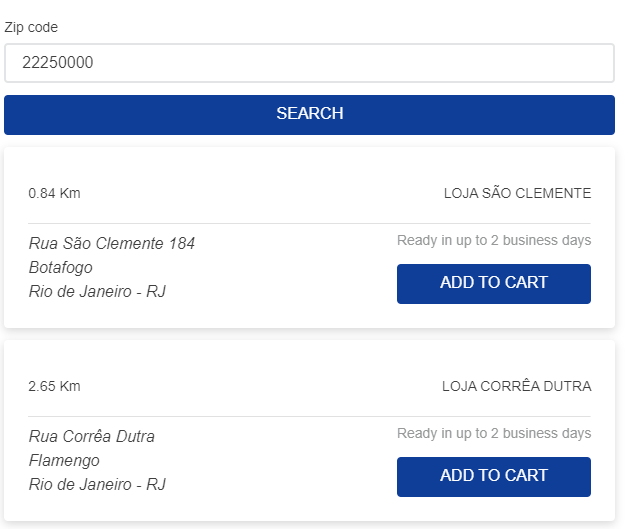 Zip code
22250000
SEARCH
0.84 Km
LOJA SÃO CLEMENTE
Rua São Clemente 184
Botafogo
Rio de Janeiro - RJ
Ready in up to 2 business days
ADD TO CART
2.65 Km
LOJA CORRÊA DUTRA
Rua Corrêa Dutra
Flamengo
Rio de Janeiro - RJ
Ready in up to 2 business days
ADD TO CART